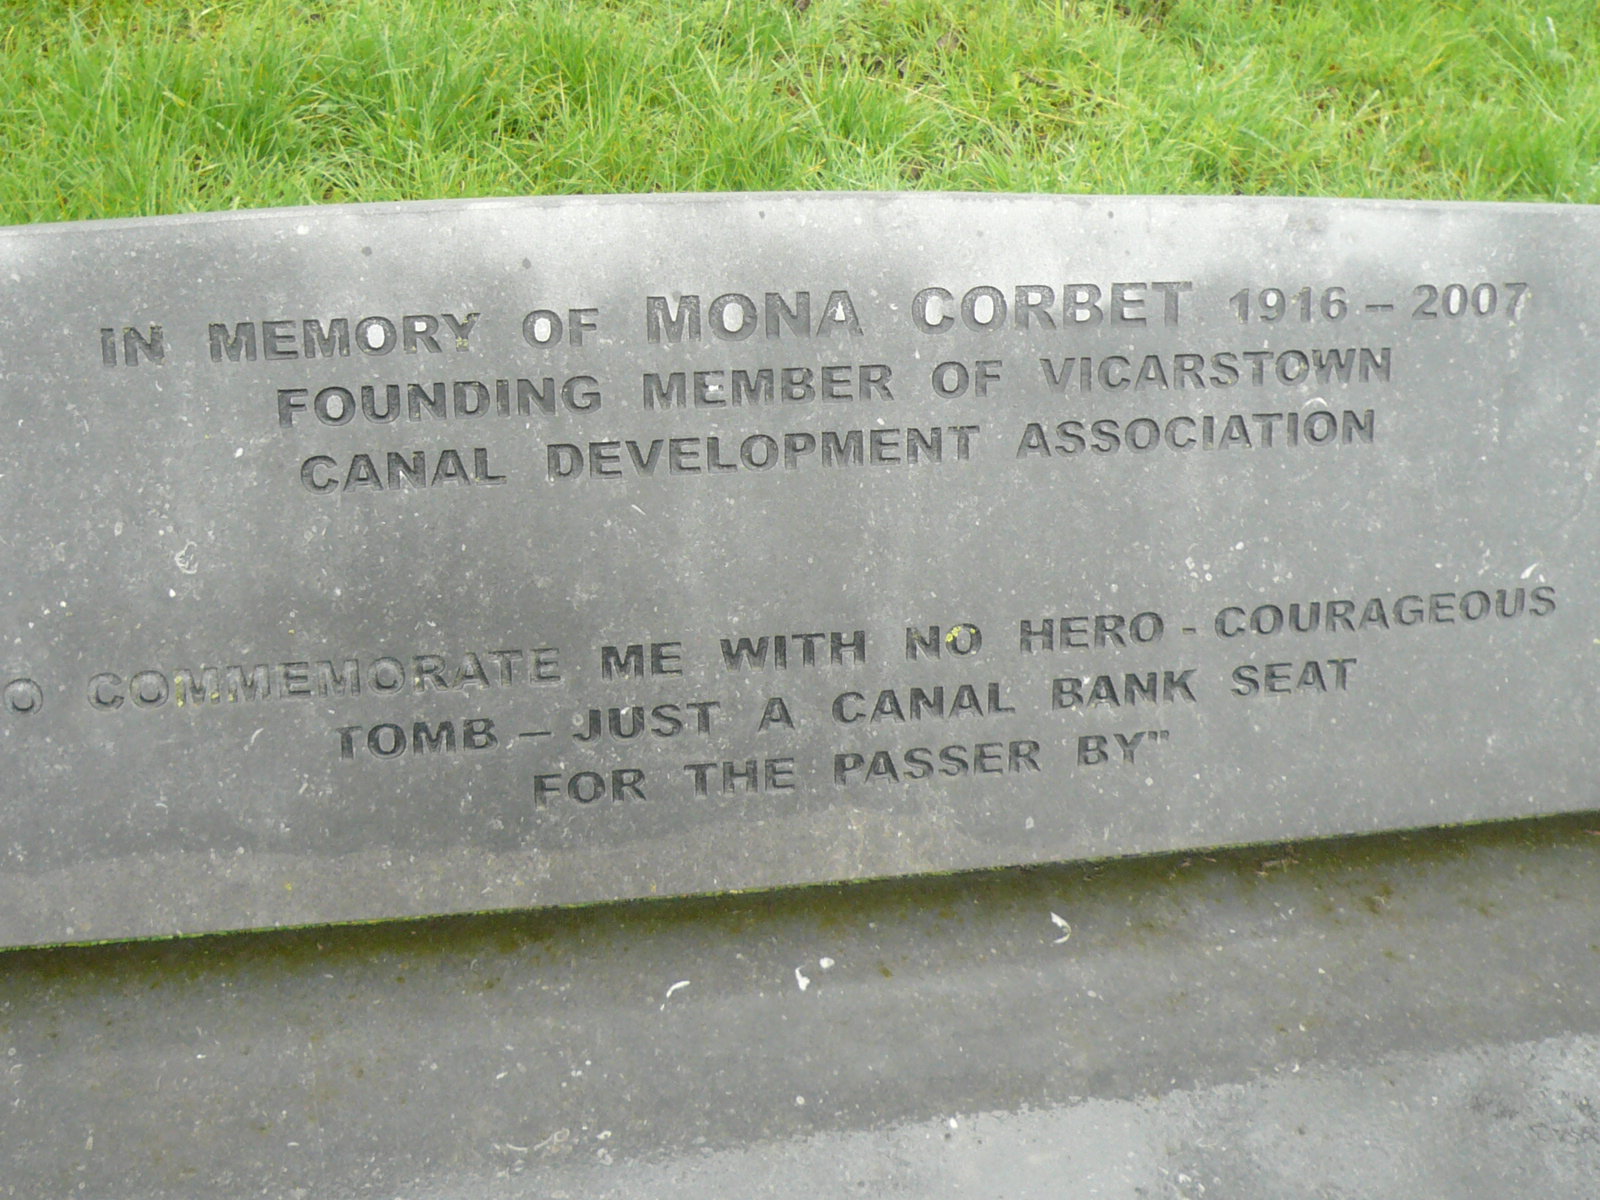 IN MEMORY OF MONA CORBET 1916 – 2007
FOUNDING MEMBER OF VICARSTOWN
CANAL DEVELOPMENT ASSOCIATION
O COMMEMORATE ME WITH NO HERO - COURAGEOUS
TOMB – JUST A CANAL BANK SEAT
FOR THE PASSER BY"